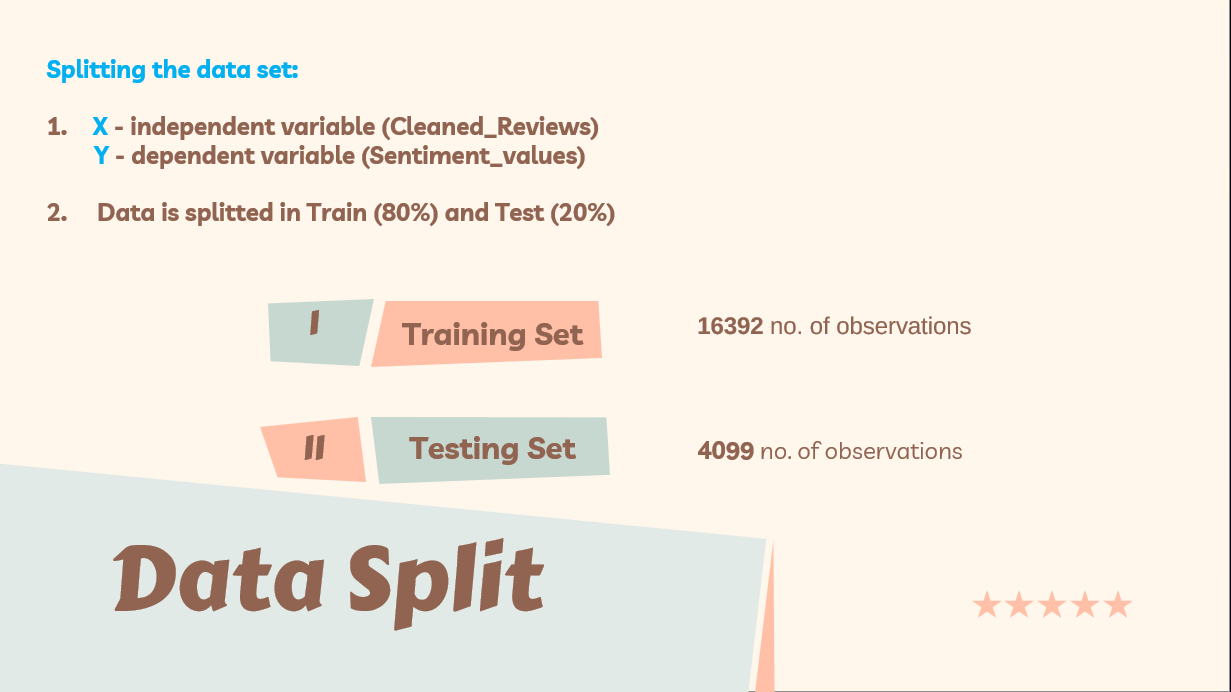 Splitting the data set:
1. X - independent variable (Cleaned_Reviews)
Y - dependent variable (Sentiment_values)
2. Data is splitted in Train (80%) and Test (20%)
I Training Set 16392 no. of observations
II Testing Set 4099 no. of observations
Data Split